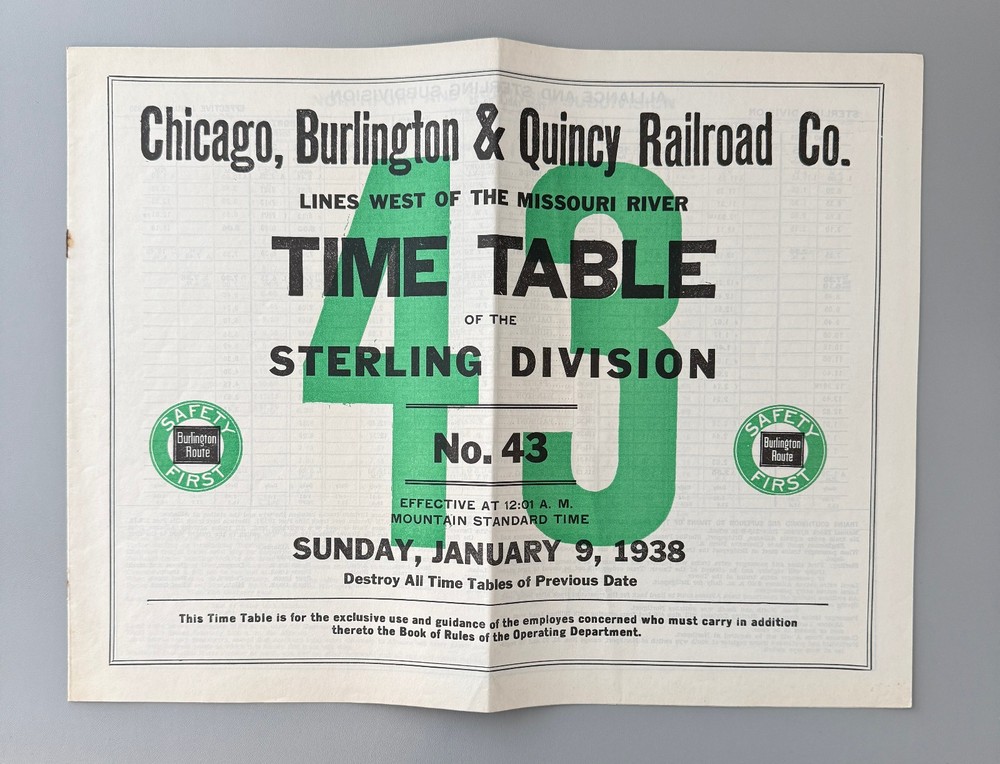 Chicago, Burlington & Quincy Railroad Co.
LINES WEST OF THE MISSOURI RIVER
TIME TABLE
OF THE
STERLING DIVISION
43
No. 43
SAFETY
Burlington
Route
FIRST
SAFETY
Burlington
Route
FIRST
EFFECTIVE AT 12:01 A. M.
MOUNTAIN STANDARD TIME
SUNDAY, JANUARY 9, 1938
Destroy All Time Tables of Previous Date
This Time Table is for the exclusive use and guidance of the employes concerned who must carry in addition
thereto the Book of Rules of the Operating Department.